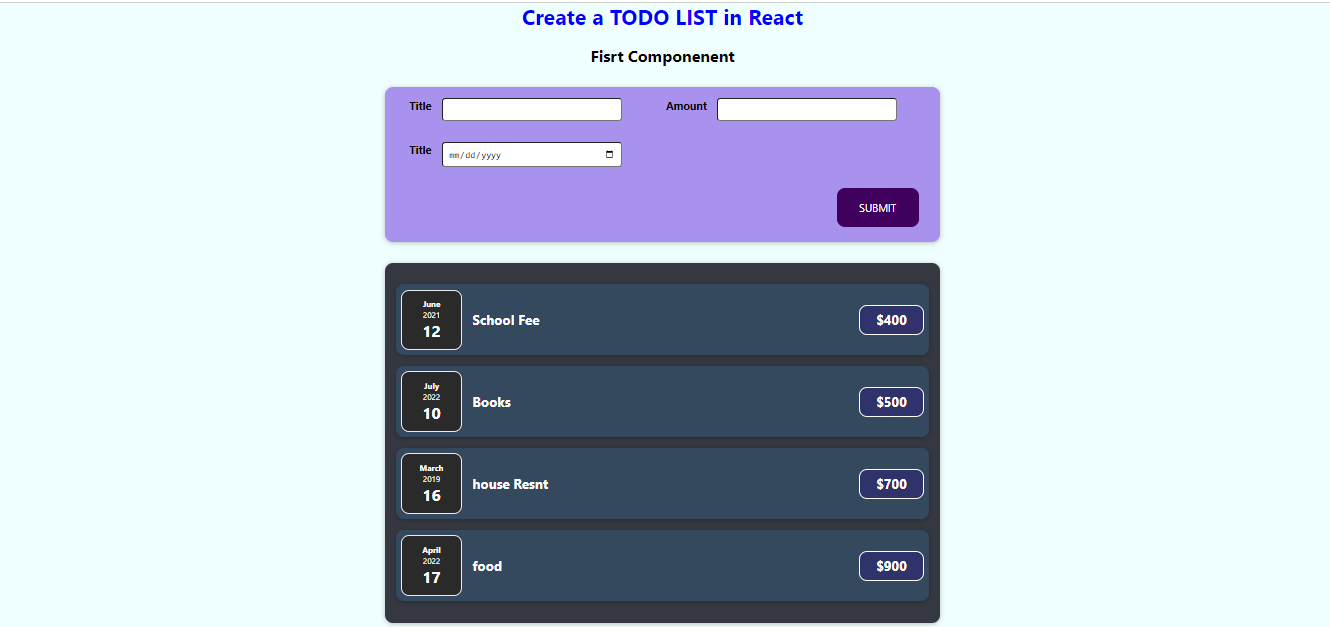 Create a TODO LIST in React
Fisrt Componenent
Title
Amount
Title
mm/dd/yyyy
SUBMIT
June
2021
12
School Fee
$400
July
2022
10
Books
$500
March
2019
16
house Resnt
$700
April
2022
17
food
$900